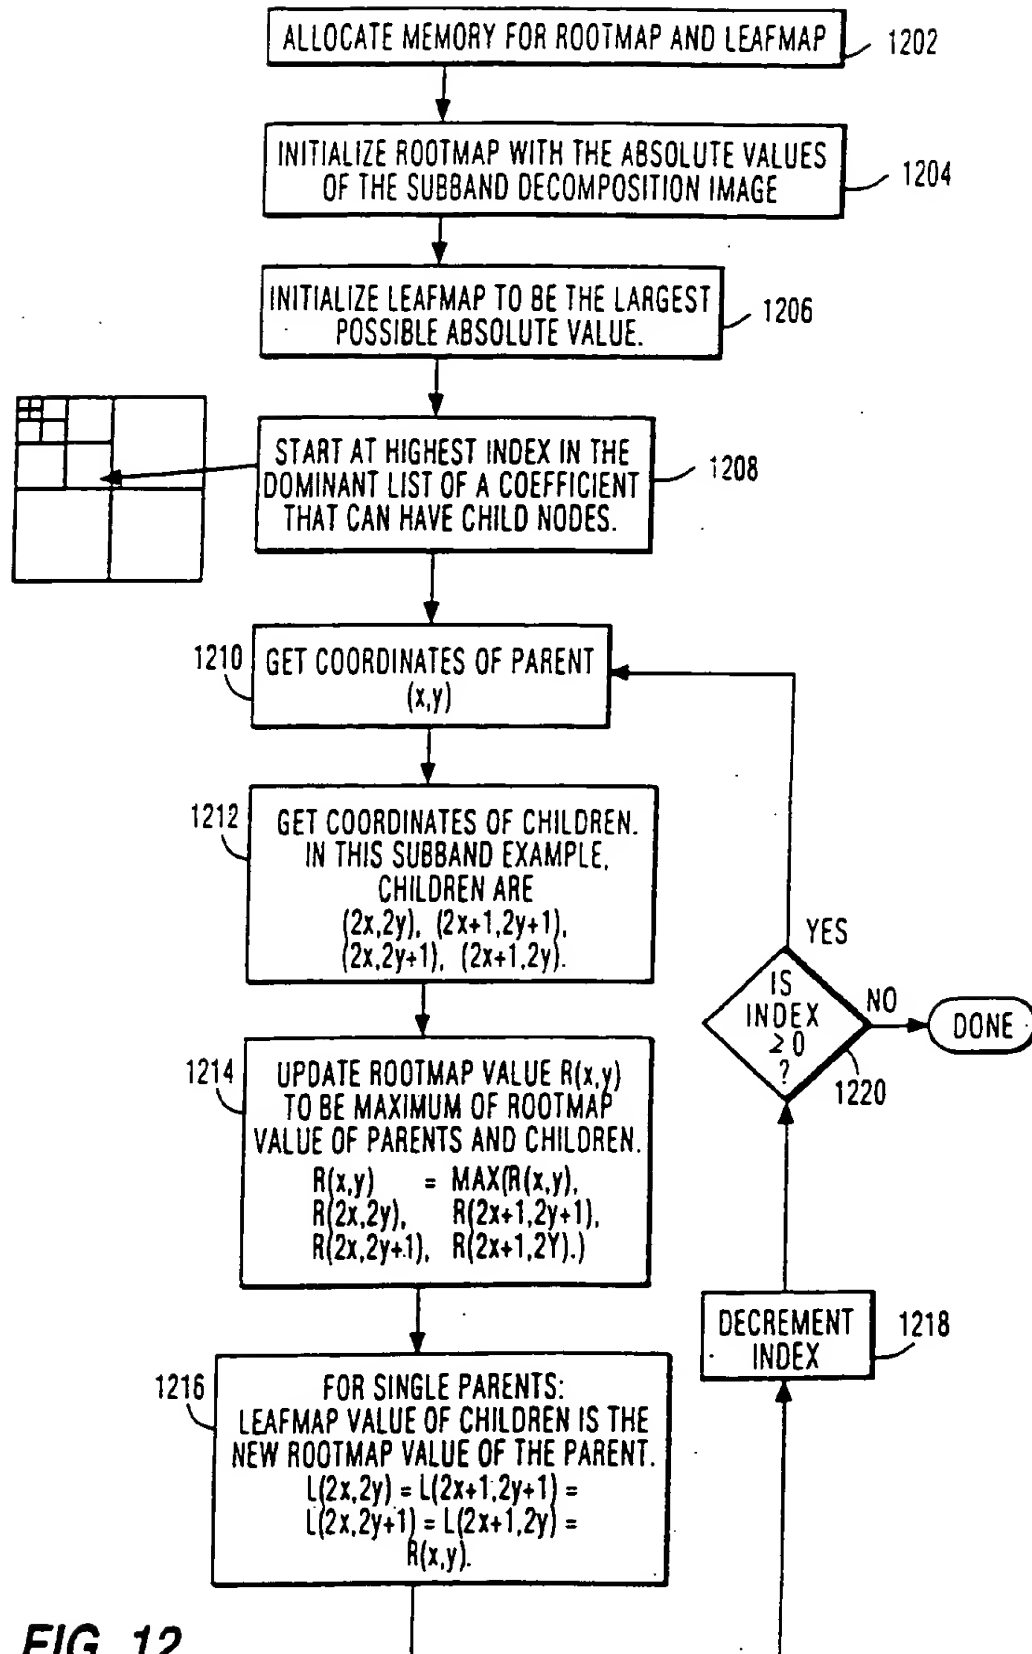 ALLOCATE MEMORY FOR ROOTMAP AND LEAFMAP
1202
INITIALIZE ROOTMAP WITH THE ABSOLUTE VALUES
OF THE SUBBAND DECOMPOSITION IMAGE
1204
INITIALIZE LEAFMAP TO BE THE LARGEST
POSSIBLE ABSOLUTE VALUE.
1206
START AT HIGHEST INDEX IN THE
DOMINANT LIST OF A COEFFICIENT
THAT CAN HAVE CHILD NODES.
1208
1210
GET COORDINATES OF PARENT
(x,y)
1212
GET COORDINATES OF CHILDREN.
IN THIS SUBBAND EXAMPLE,
CHILDREN ARE
(2x,2y), (2x+1,2y+1),
(2x,2y+1), (2x+1,2y).
1214
UPDATE ROOTMAP VALUE R(x,y)
TO BE MAXIMUM OF ROOTMAP
VALUE OF PARENTS AND CHILDREN.
R(x,y) = MAX(R(x,y),
R(2x,2y), R(2x+1,2y+1),
R(2x,2y+1), R(2x+1,2Y).)
1216
FOR SINGLE PARENTS:
LEAFMAP VALUE OF CHILDREN IS THE
NEW ROOTMAP VALUE OF THE PARENT.
L(2x,2y) = L(2x+1,2y+1) =
L(2x,2y+1) = L(2x+1,2y) =
R(x,y).
DECREMENT
INDEX
1218
IS
INDEX
≥0
?
1220
YES
NO
DONE
FIG. 12